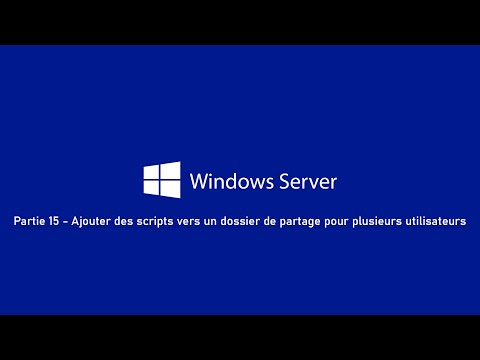 Windows Server
Partie 15 - Ajouter des scripts vers un dossier de partage pour plusieurs utilisateurs